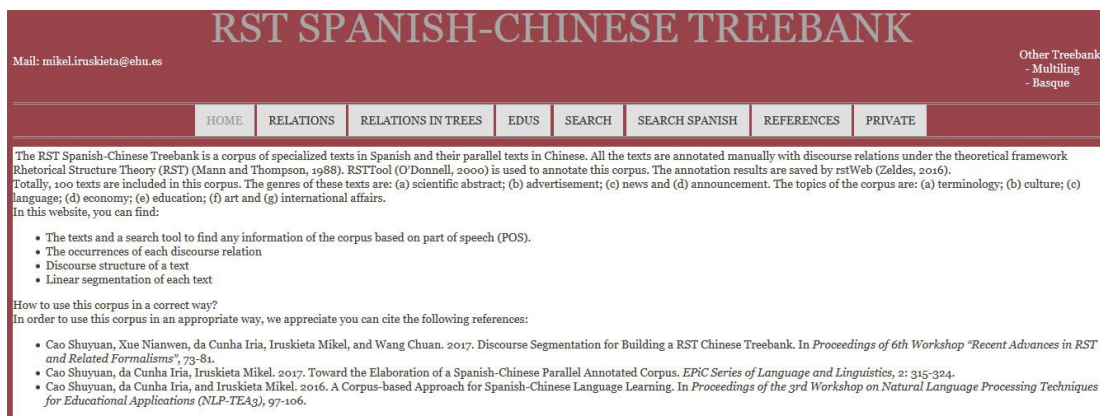 RST SPANISH-CHINESE TREEBANK
Mail: mikel.iruskieta@ehu.es
Other Treebank
- Multiling
- Basque
HOME RELATIONS RELATIONS IN TREES EDUS SEARCH SEARCH SPANISH REFERENCES PRIVATE
The RST Spanish-Chinese Treebank is a corpus of specialized texts in Spanish and their parallel texts in Chinese. All the texts are annotated manually with discourse relations under the theoretical framework
Rhetorical Structure Theory (RST) (Mann and Thompson, 1988). RSTTool (O'Donnell, 2000) is used to annotate this corpus. The annotation results are saved by rstWeb (Zeldes, 2016).
Totally, 100 texts are included in this corpus. The genres of these texts are: (a) scientific abstract; (b) advertisement; (c) news and (d) announcement. The topics of the corpus are: (a) terminology; (b) culture; (c)
language; (d) economy; (e) education; (f) art and (g) international affairs.
In this website, you can find:
• The texts and a search tool to find any information of the corpus based on part of speech (POS).
• The occurrences of each discourse relation
• Discourse structure of a text
• Linear segmentation of each text
How to use this corpus in a correct way?
In order to use this corpus in an appropriate way, we appreciate you can cite the following references:
• Cao Shuyuan, Xue Nianwen, da Cunha Iria, Iruskieta Mikel, and Wang Chuan. 2017. Discourse Segmentation for Building a RST Chinese Treebank. In Proceedings of 6th Workshop “Recent Advances in RST
and Related Formalisms”, 73-81.
• Cao Shuyuan, da Cunha Iria, Iruskieta Mikel. 2017. Toward the Elaboration of a Spanish-Chinese Parallel Annotated Corpus. EPiC Series of Language and Linguistics, 2: 315-324.
• Cao Shuyuan, da Cunha Iria, and Iruskieta Mikel. 2016. A Corpus-based Approach for Spanish-Chinese Language Learning. In Proceedings of the 3rd Workshop on Natural Language Processing Techniques
for Educational Applications (NLP-TEA3), 97-106.